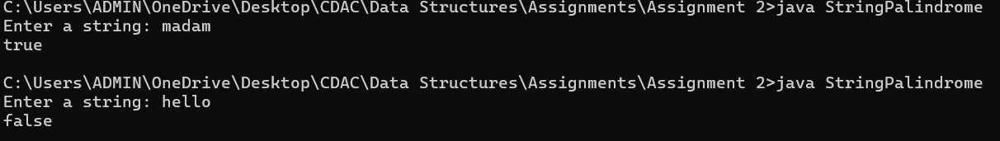 C:\Users\ADMIN\OneDrive\Desktop\CDAC\Data Structures\Assignments\Assignment 2>java StringPalindrome
Enter a string: madam
true
C:\Users\ADMIN\OneDrive\Desktop\CDAC\Data Structures\Assignments\Assignment 2>java StringPalindrome
Enter a string: hello
false